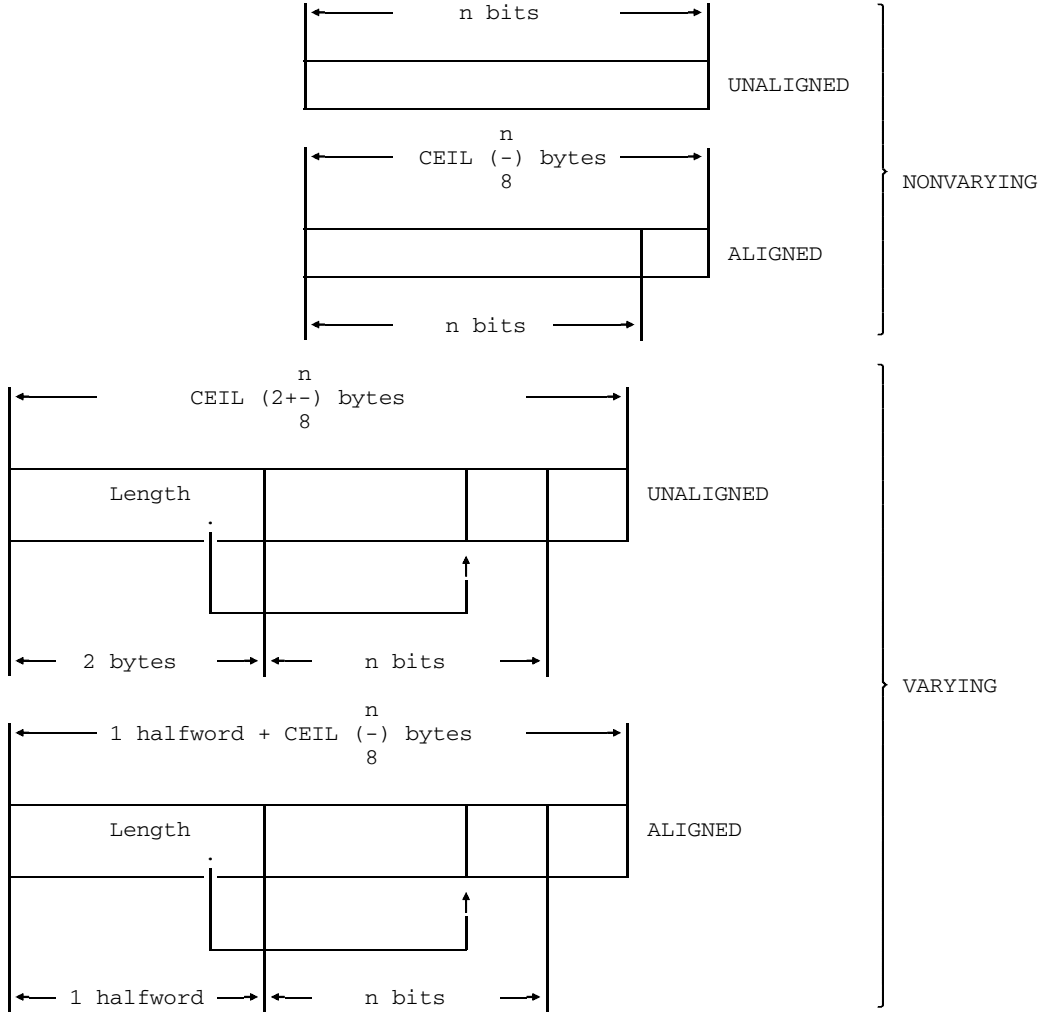 n bits
UNALIGNED
n
CEIL (-) bytes
8
NONVARYING
ALIGNED
n bits
n
CEIL (2+-) bytes
8
Length
UNALIGNED
2 bytes
n bits
VARYING
n
1 halfword + CEIL (-) bytes
8
Length
ALIGNED
1 halfword
n bits